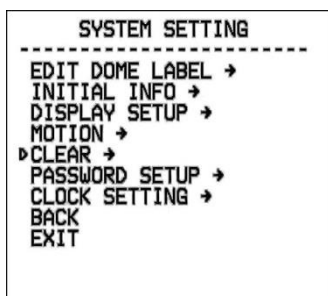 SYSTEM SETTING
EDIT DOME LABEL →
INITIAL INFO →
DISPLAY SETUP →
MOTION →
CLEAR →
PASSWORD SETUP →
CLOCK SETTING →
BACK
EXIT